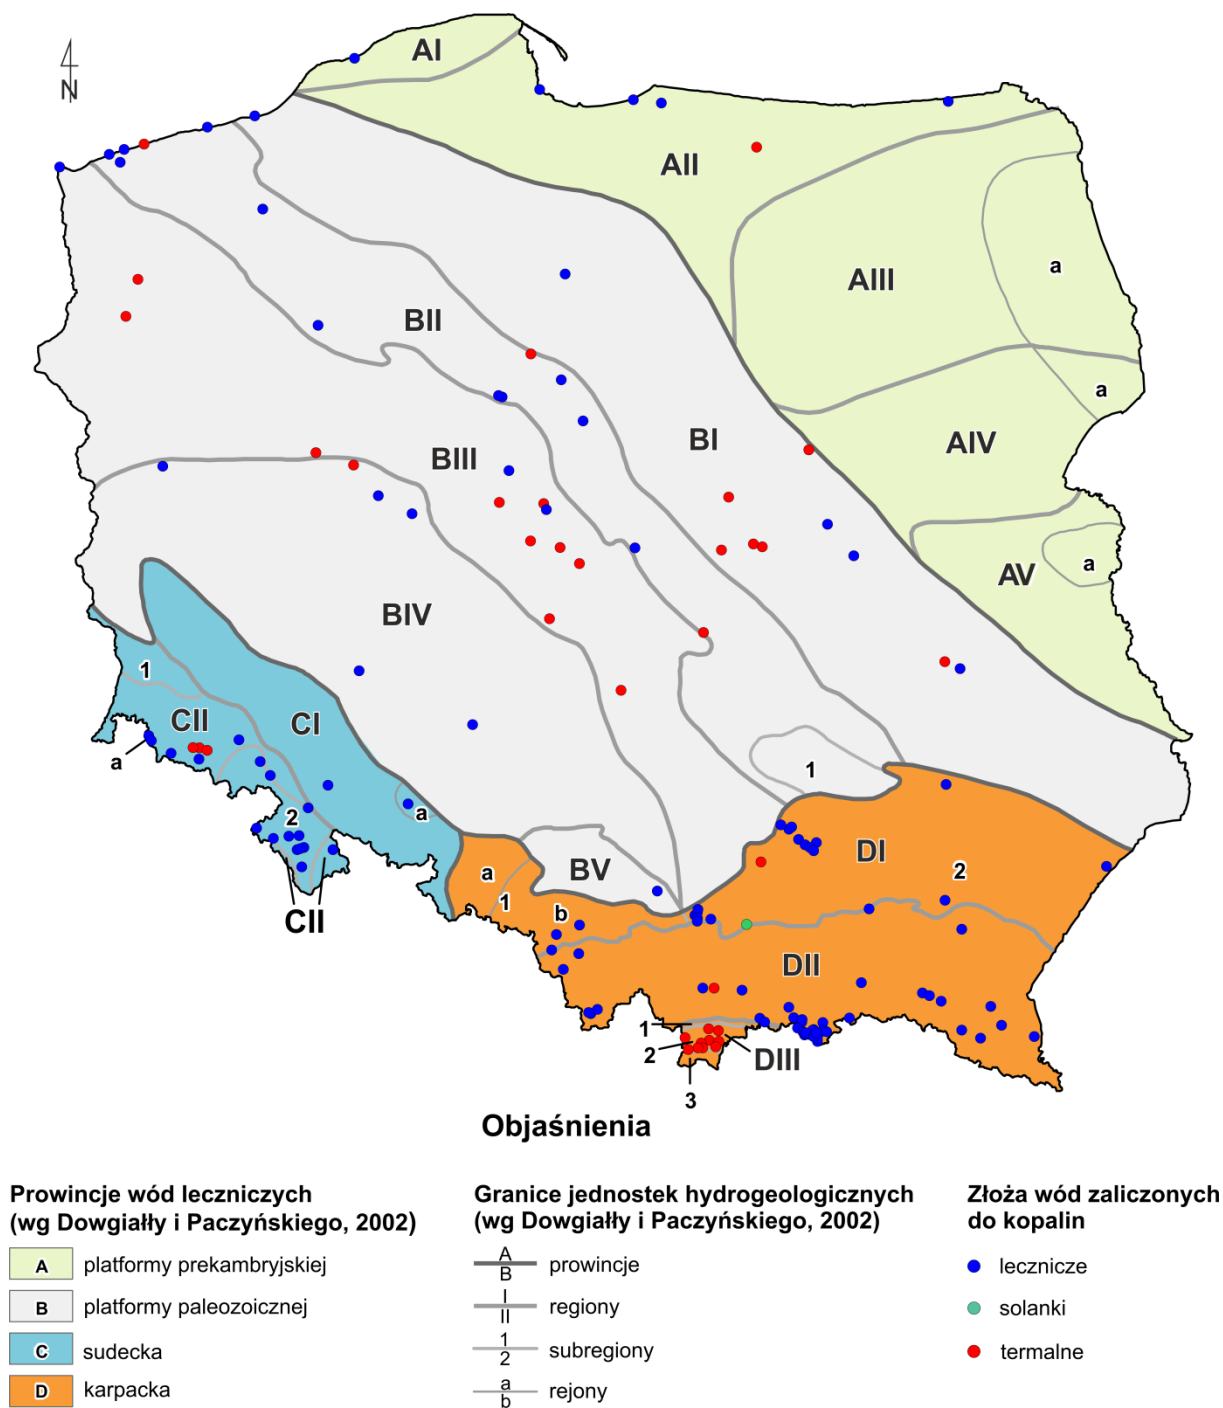 N
AI
AII
AIII
a
a
BII
BI
AIV
BIII
AV
a
BIV
1
CII
CI
a
1
2
a
CII
a
1
b
BV
DI
2
DII
1
2
DIII
3
Objaśnienia
Prowincje wód leczniczych
(wg Dowgiałły i Paczyńskiego, 2002)
A platformy prekambryjskiej
B platformy paleozoicznej
C sudecka
D karpacka
Granice jednostek hydrogeologicznych
(wg Dowgiałły i Paczyńskiego, 2002)
A
B
prowincje
I
II
regiony
1
2
subregiony
a
b
rejony
Złoża wód zaliczonych
do kopalin
lecznicze
solanki
termalne